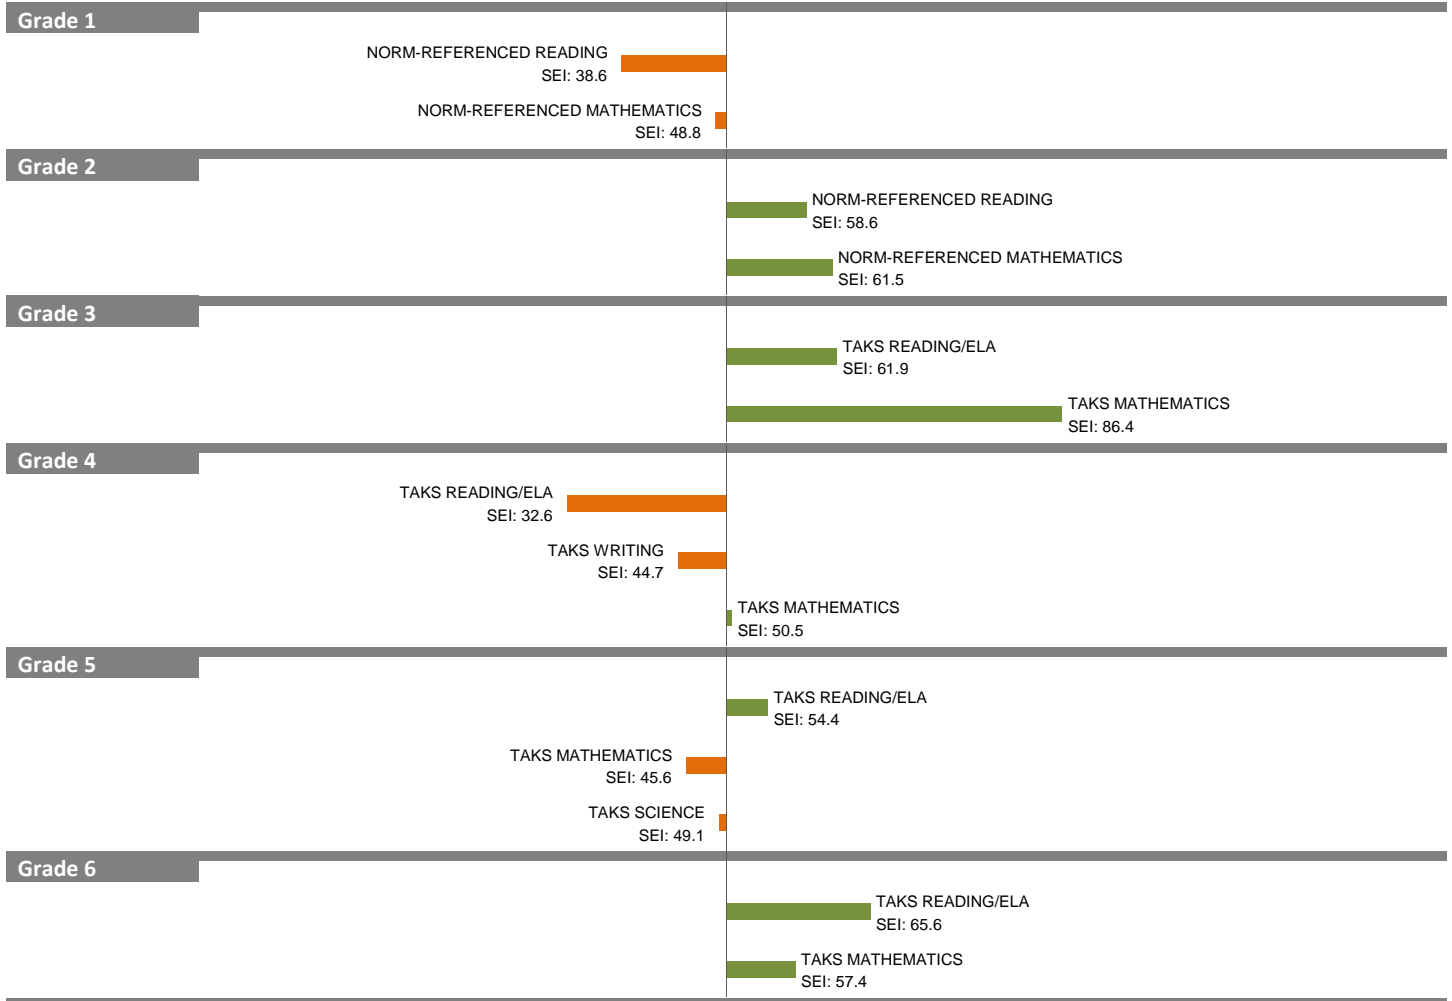 Grade 1
NORM-REFERENCED READING
SEI: 38.6
NORM-REFERENCED MATHEMATICS
SEI: 48.8
Grade 2
NORM-REFERENCED READING
SEI: 58.6
NORM-REFERENCED MATHEMATICS
SEI: 61.5
Grade 3
TAKS READING/ELA
SEI: 61.9
TAKS MATHEMATICS
SEI: 86.4
Grade 4
TAKS READING/ELA
SEI: 32.6
TAKS WRITING
SEI: 44.7
TAKS MATHEMATICS
SEI: 50.5
Grade 5
TAKS READING/ELA
SEI: 54.4
TAKS MATHEMATICS
SEI: 45.6
TAKS SCIENCE
SEI: 49.1
Grade 6
TAKS READING/ELA
SEI: 65.6
TAKS MATHEMATICS
SEI: 57.4